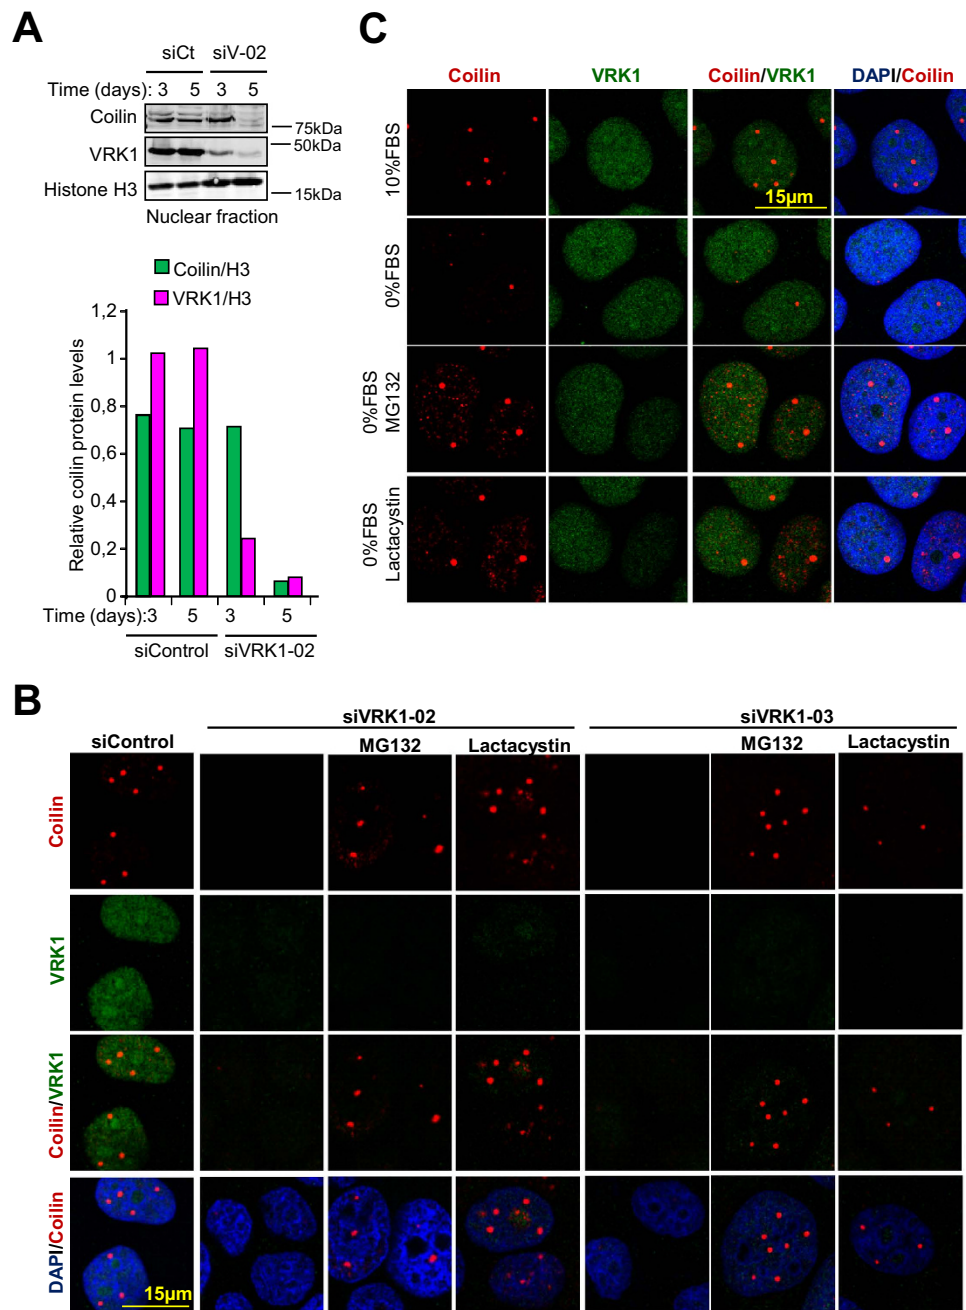 A
siCt siV-02
Time (days): 3 5 3 5
Coilin
75kDa
50kDa
VRK1
Histone H3
15kDa
Nuclear fraction
Coilin/H3
VRK1/H3
Relative coilin protein levels
1,2
1
0,8
0,6
0,4
0,2
0
Time (days):3 5 3 5
siControl siVRK1-02
C
Coilin VRK1 Coilin/VRK1 DAPI/Coilin
10%FBS
15µm
0%FBS
0%FBS
MG132
0%FBS
Lactacystin
B
siVRK1-02 siVRK1-03
siControl MG132 Lactacystin MG132 Lactacystin
Coilin
VRK1
Coilin/VRK1
DAPI/Coilin
15µm